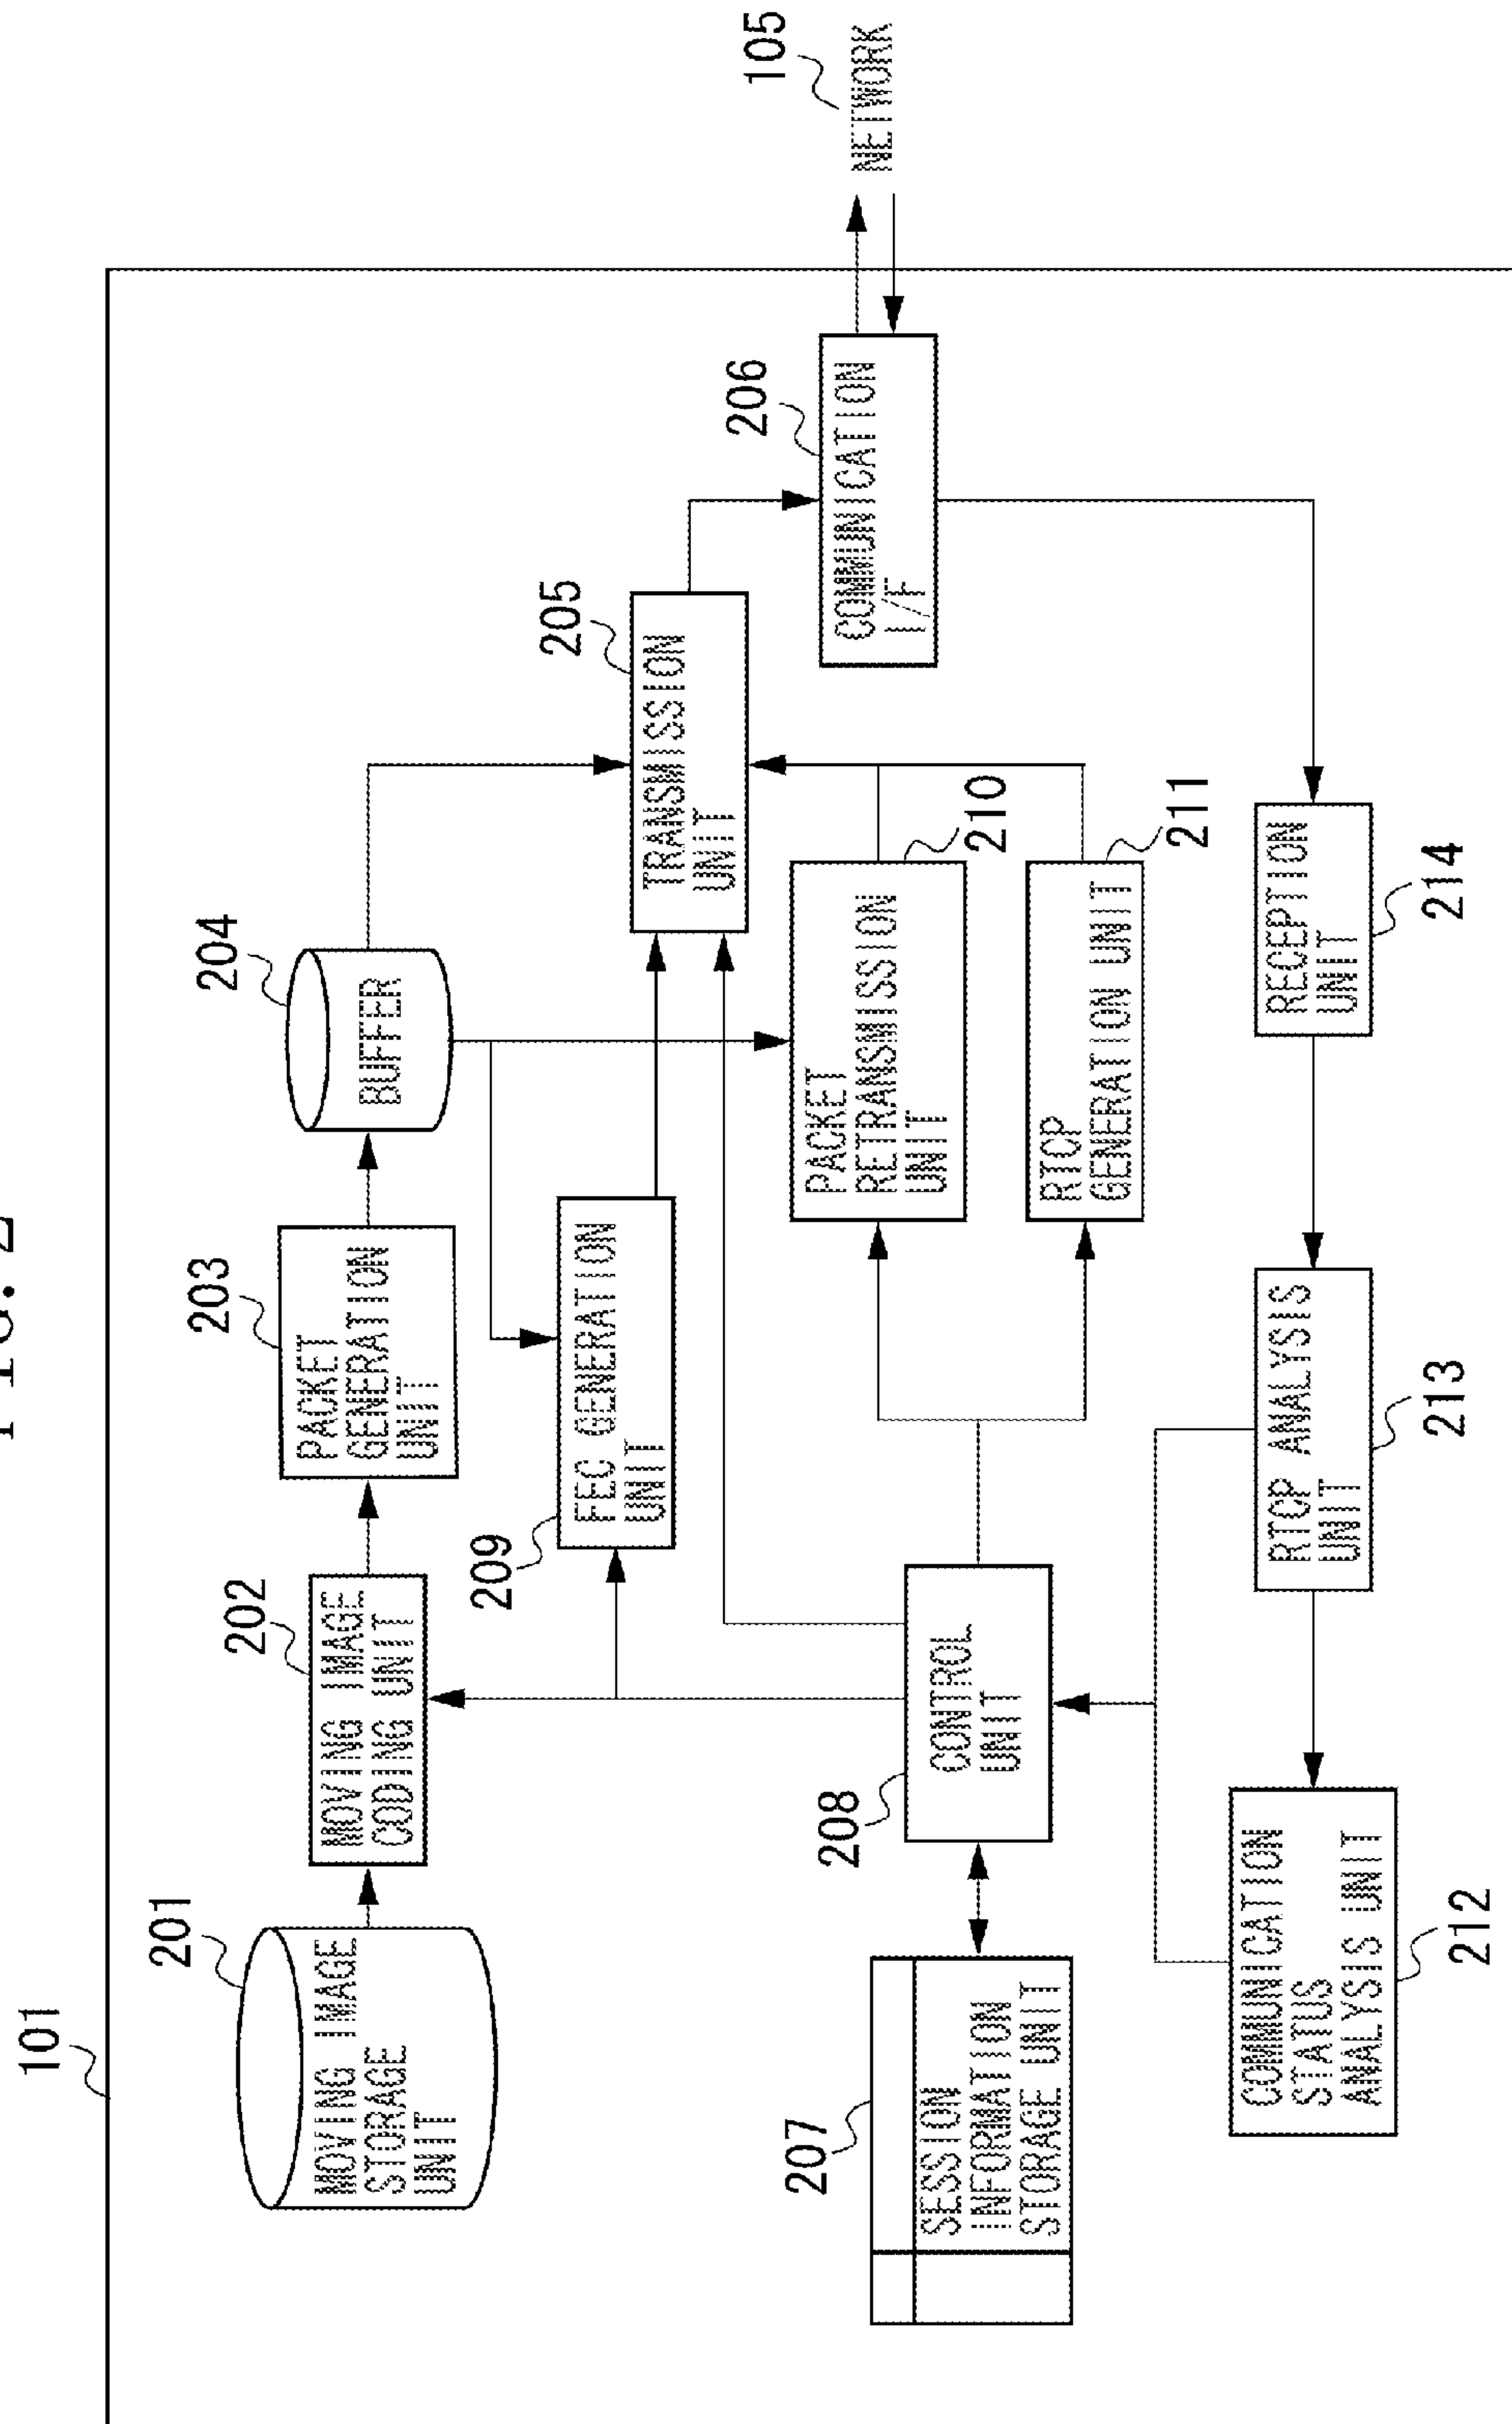 FIG. 2
101
201
MOVING IMAGE
STORAGE
UNIT
202
MOVING IMAGE
CODING UNIT
203
PACKET
GENERATION
UNIT
204
BUFFER
209
FEC GENERATION
UNIT
205
TRANSMISSION
UNIT
206
COMMUNICATION
I/F
105
NETWORK
207
SESSION
INFORMATION
STORAGE UNIT
208
CONTROL
UNIT
PACKET
RETRANSMISSION
UNIT
210
RTCP
GENERATION UNIT
211
COMMUNICATION
STATUS
ANALYSIS UNIT
212
RTCP ANALYSIS
UNIT
213
RECEPTION
UNIT
214